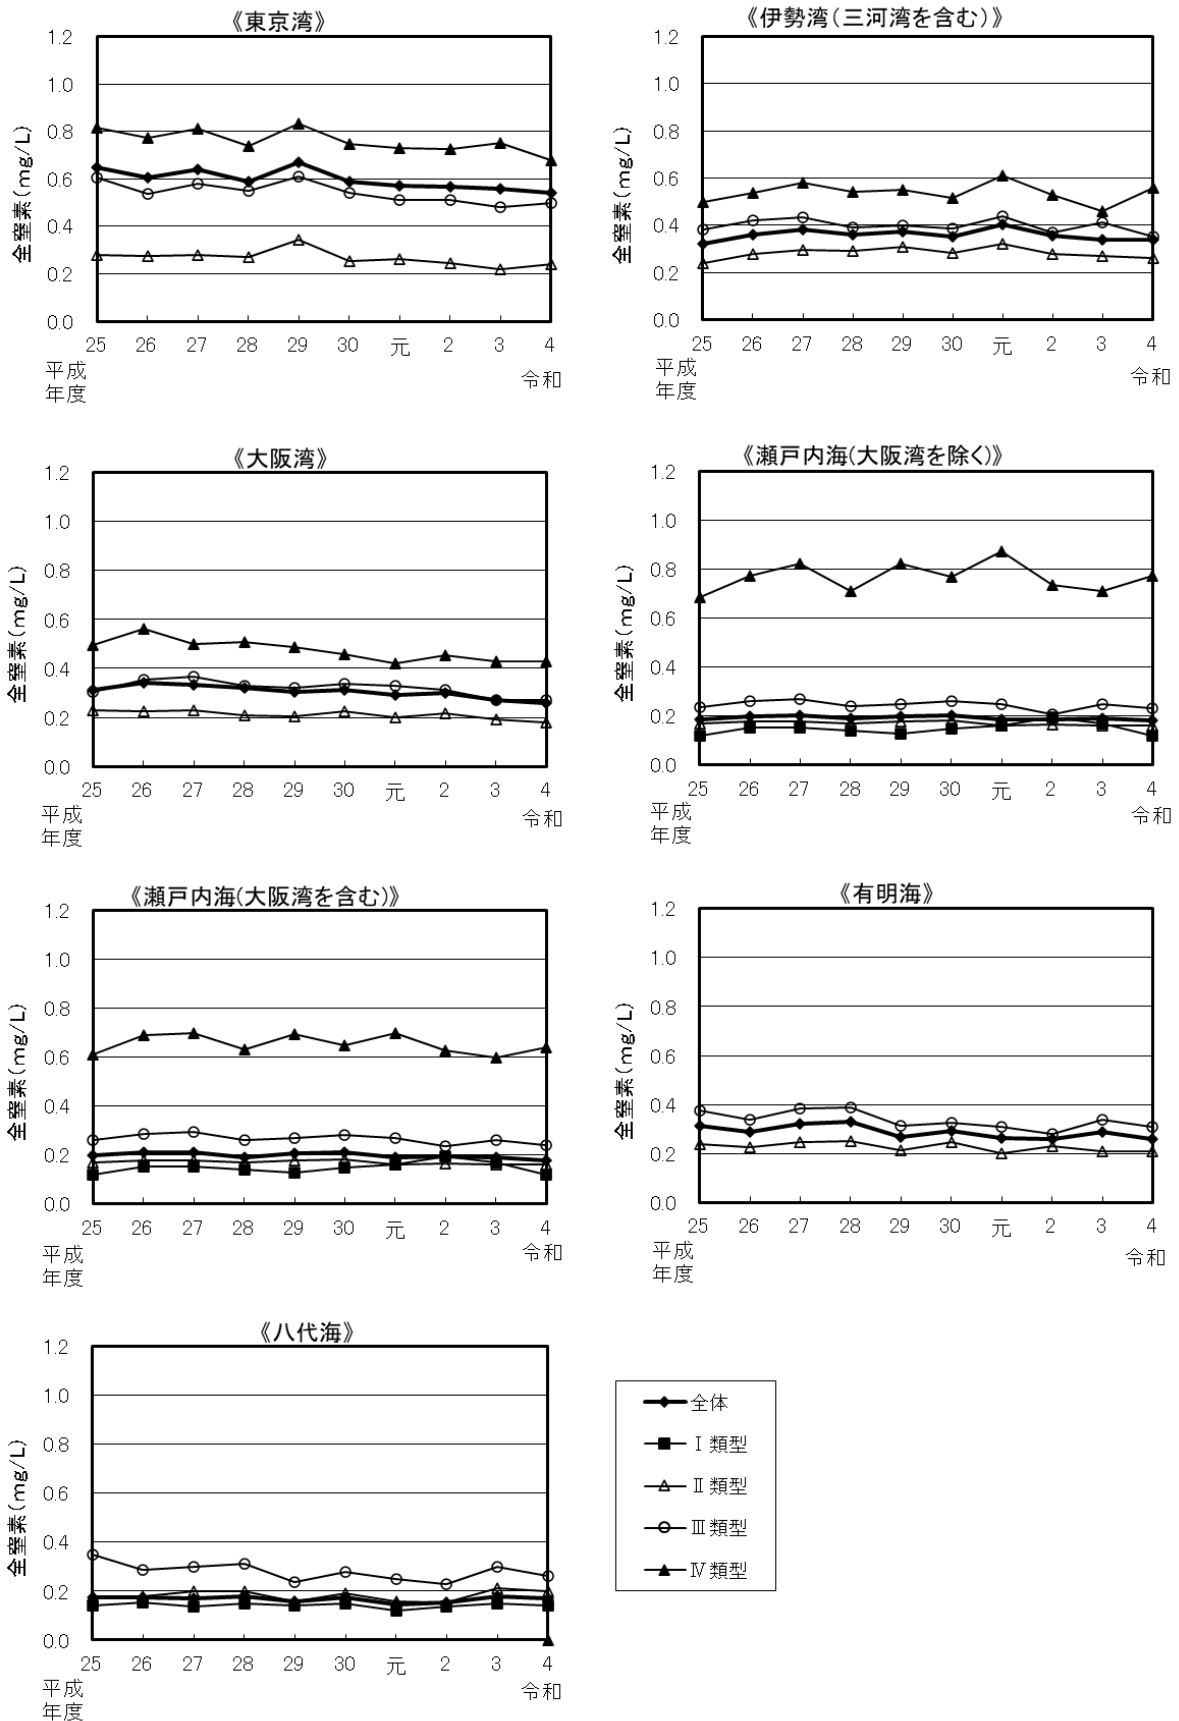 《東京湾》
1.2
1.0
0.8
0.6
0.4
0.2
0.0
全窒素(mg/L)
25 26 27 28 29 30 元 2 3 4
平成
年度
令和
《伊勢湾(三河湾を含む)》
1.2
1.0
0.8
0.6
0.4
0.2
0.0
全窒素(mg/L)
25 26 27 28 29 30 元 2 3 4
平成
年度
令和
《大阪湾》
1.2
1.0
0.8
0.6
0.4
0.2
0.0
全窒素(mg/L)
25 26 27 28 29 30 元 2 3 4
平成
年度
令和
《瀬戸内海(大阪湾を除く)》
1.2
1.0
0.8
0.6
0.4
0.2
0.0
全窒素(mg/L)
25 26 27 28 29 30 元 2 3 4
平成
年度
令和
《瀬戸内海(大阪湾を含む)》
1.2
1.0
0.8
0.6
0.4
0.2
0.0
全窒素(mg/L)
25 26 27 28 29 30 元 2 3 4
平成
年度
令和
《有明海》
1.2
1.0
0.8
0.6
0.4
0.2
0.0
全窒素(mg/L)
25 26 27 28 29 30 元 2 3 4
平成
年度
令和
《八代海》
1.2
1.0
0.8
0.6
0.4
0.2
0.0
全窒素(mg/L)
25 26 27 28 29 30 元 2 3 4
平成
年度
令和
全体
Ⅰ類型
Ⅱ類型
Ⅲ類型
Ⅳ類型